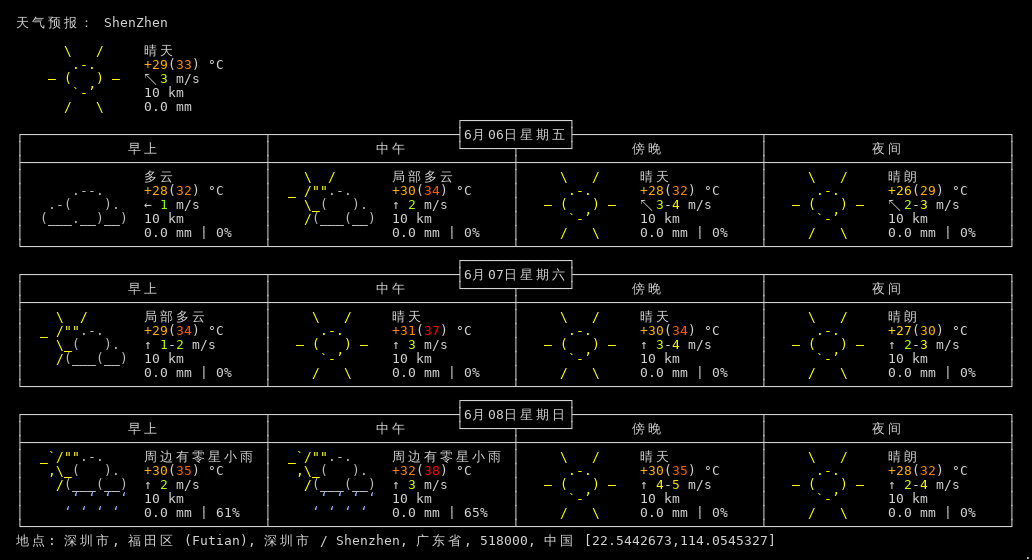 天气预报： ShenZhen
晴天
+29(33) °C
↖3 m/s
10 km
0.0 mm
6月06日星期五
早上 中午 傍晚 夜间
多云 局部多云 晴天 晴朗
+28(32) °C +30(34) °C +28(32) °C +26(29) °C
← 1 m/s ↑ 2 m/s ↖3-4 m/s ↖2-3 m/s
10 km 10 km 10 km 10 km
0.0 mm | 0% 0.0 mm | 0% 0.0 mm | 0% 0.0 mm | 0%
6月07日星期六
早上 中午 傍晚 夜间
局部多云 晴天 晴天 晴朗
+29(34) °C +31(37) °C +30(34) °C +27(30) °C
↑ 1-2 m/s ↑ 3 m/s ↑ 3-4 m/s ↑ 2-3 m/s
10 km 10 km 10 km 10 km
0.0 mm | 0% 0.0 mm | 0% 0.0 mm | 0% 0.0 mm | 0%
6月08日星期日
早上 中午 傍晚 夜间
周边有零星小雨 周边有零星小雨 晴天 晴朗
+30(35) °C +32(38) °C +30(35) °C +28(32) °C
↑ 2 m/s ↑ 3 m/s ↑ 4-5 m/s ↑ 2-4 m/s
10 km 10 km 10 km 10 km
0.0 mm | 61% 0.0 mm | 65% 0.0 mm | 0% 0.0 mm | 0%
地点: 深圳市, 福田区 (Futian), 深圳市 / Shenzhen, 广东省, 518000, 中国 [22.5442673,114.0545327]